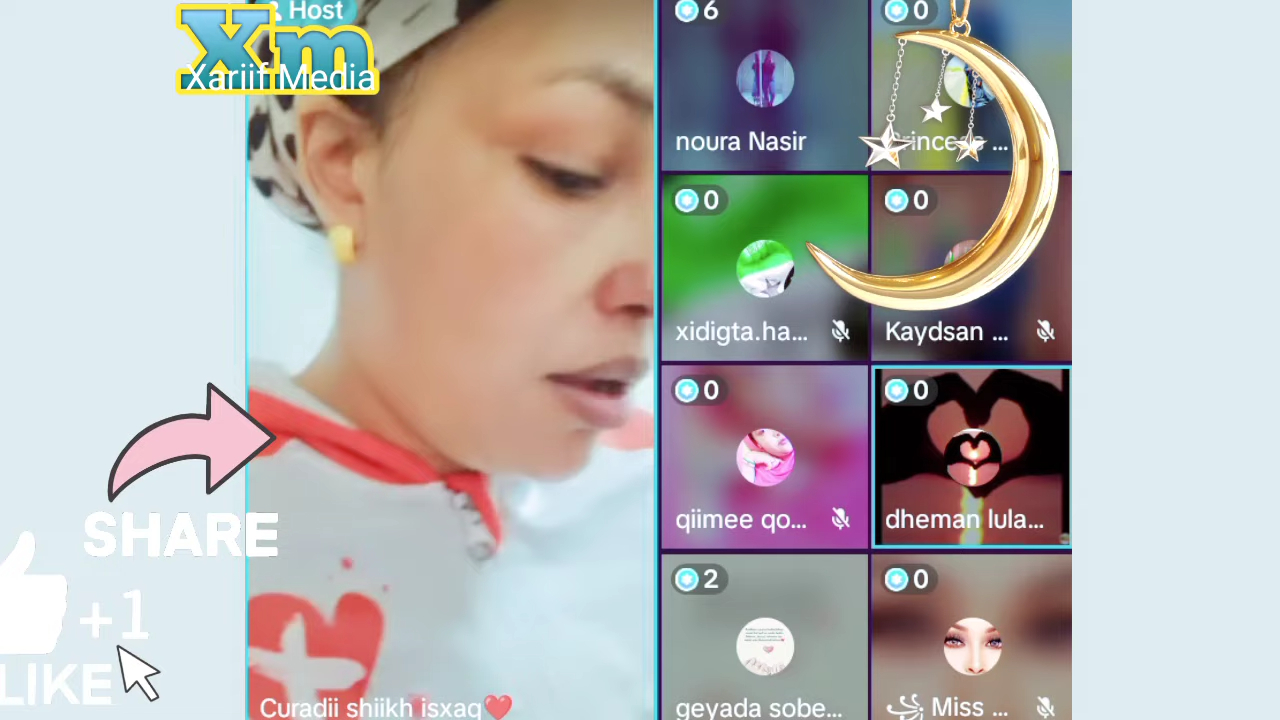 Host
Xm
Xariif Media
SHARE
+1
LIKE
Curadii shiikh isxaq❤️
6
noura Nasir
0
Princess ...
0
xidigta.ha...
0
Kaydsan ...
0
qiimee qo...
0
dheman lula...
2
geyada sobe...
0
Miss ...